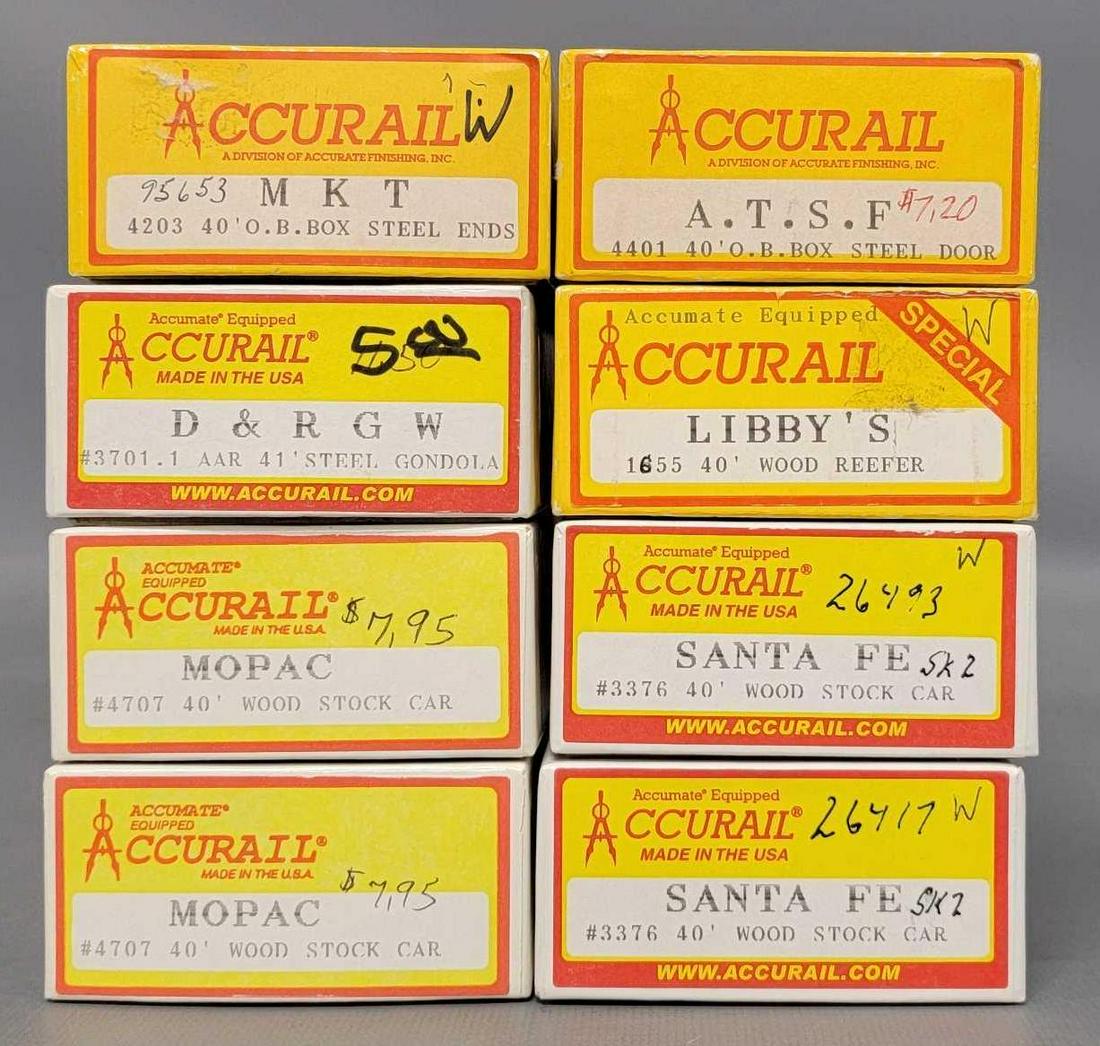 ACCURAIL W
A DIVISION OF ACCURATE FINISHING, INC.
95653 M K T
4203 40'O.B.BOX STEEL ENDS
ACCURAIL
A DIVISION OF ACCURATE FINISHING, INC.
A.T.S.F $7,20
4401 40'O.B.BOX STEEL DOOR
Accumate® Equipped
ACCURAIL®
MADE IN THE USA
D & R G W
#3701.1 AAR 41'STEEL GONDOLA
WWW.ACCURAIL.COM
Accumate Equipped W
SPECIAL
ACCURAIL
LIBBY'S
1655 40' WOOD REEFER
ACCUMATE®
EQUIPPED
ACCURAIL®
MADE IN THE U.S.A.
$7,95
MOPAC
#4707 40' WOOD STOCK CAR
Accumate® Equipped W
ACCURAIL® 26493
MADE IN THE USA
SANTA FE SK2
#3376 40' WOOD STOCK CAR
WWW.ACCURAIL.COM
ACCUMATE®
EQUIPPED
ACCURAIL®
MADE IN THE U.S.A.
$7,95
MOPAC
#4707 40' WOOD STOCK CAR
Accumate® Equipped
ACCURAIL® 26417 W
MADE IN THE USA
SANTA FE SK2
#3376 40' WOOD STOCK CAR
WWW.ACCURAIL.COM